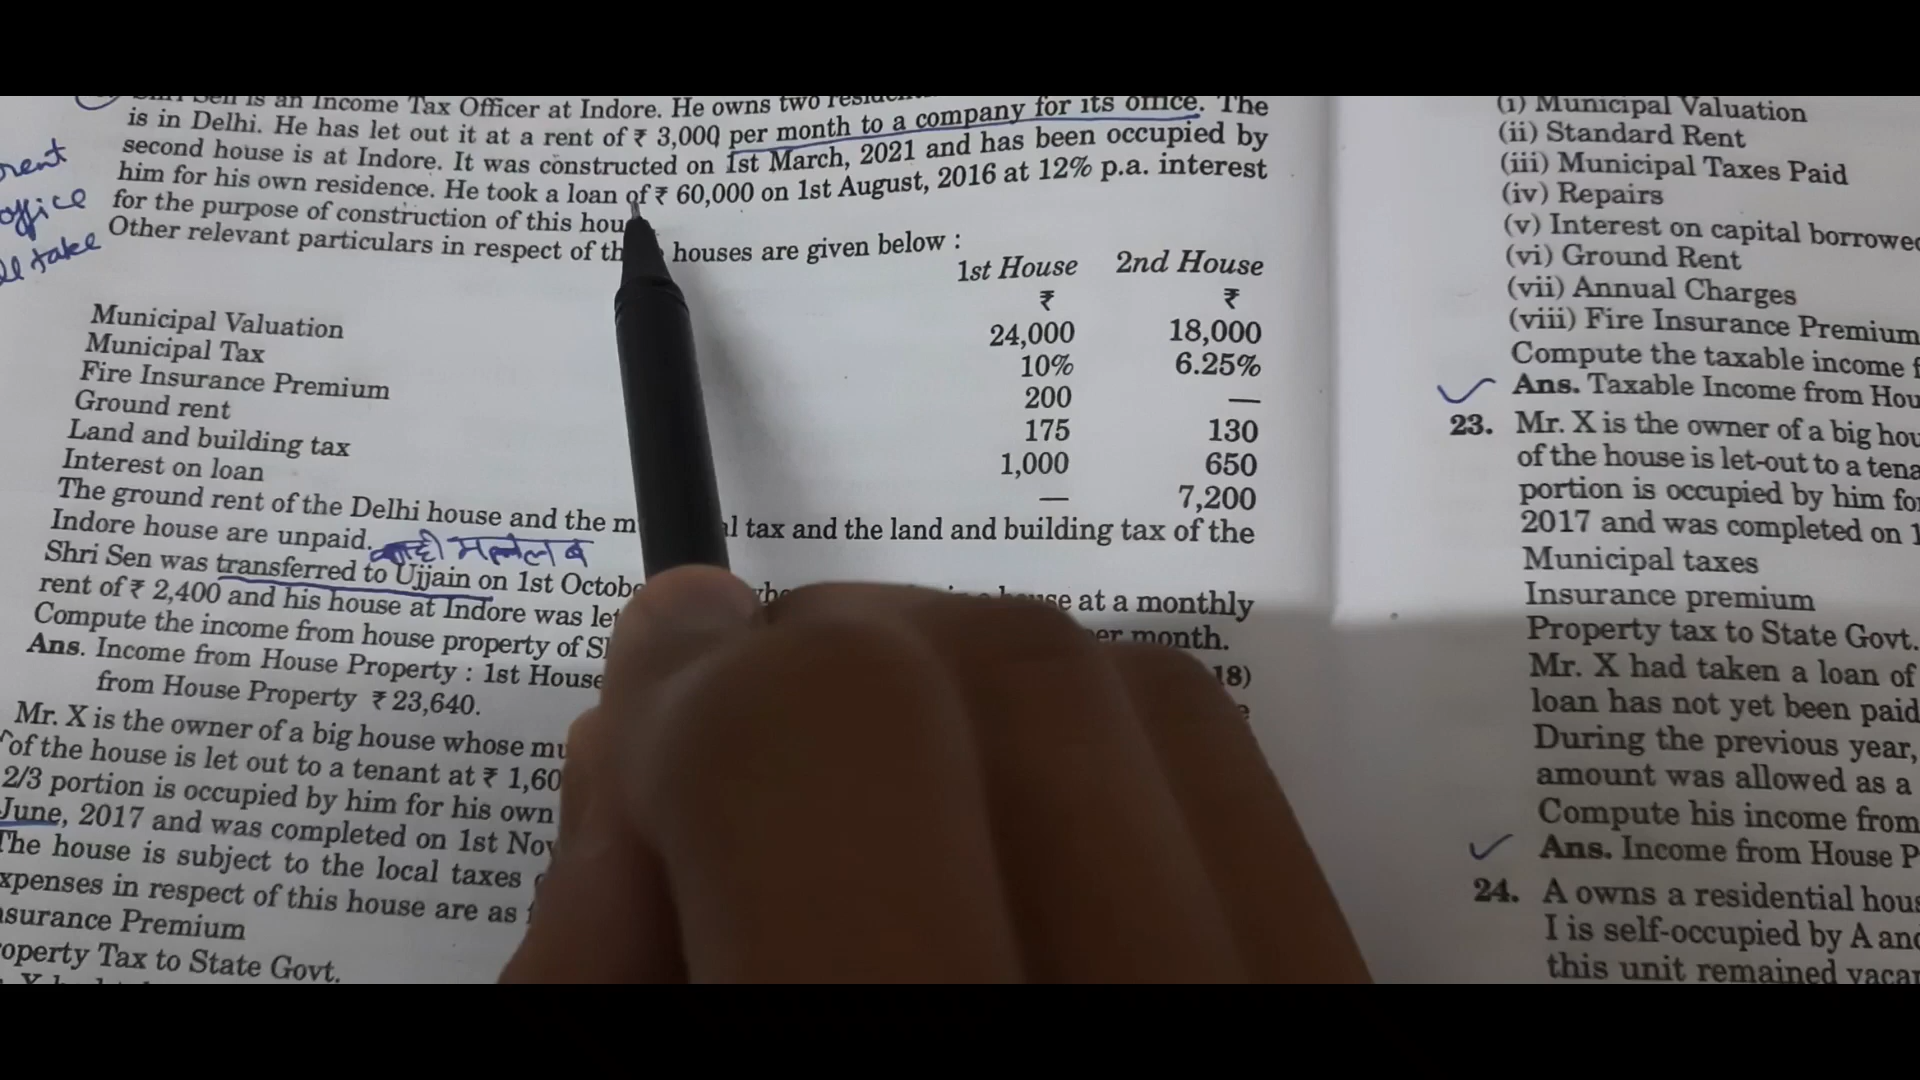 is an Income Tax Officer at Indore. He owns two
is in Delhi. He has let out it at a rent of ₹ 3,000 per month to a company for its office. The
second house is at Indore. It was constructed on 1st March, 2021 and has been occupied by
him for his own residence. He took a loan of ₹ 60,000 on 1st August, 2016 at 12% p.a. interest
for the purpose of construction of this
Other relevant particulars in respect of houses are given below :
1st House 2nd House
₹ ₹
Municipal Valuation 24,000 18,000
Municipal Tax 10% 6.25%
Fire Insurance Premium 200 —
Ground rent 175 130
Land and building tax 1,000 650
Interest on loan — 7,200
The ground rent of the Delhi house and the tax and the land and building tax of the
Indore house are unpaid.
Shri Sen was transferred to Ujjain on 1st at a monthly
rent of ₹ 2,400 and his house at Indore was month.
Compute the income from house property of
18)
Ans. Income from House Property : 1st House
from House Property ₹ 23,640.
Mr. X is the owner of a big house whose
of the house is let out to a tenant at ₹
2/3 portion is occupied by him for his own
June, 2017 and was completed on 1st
The house is subject to the local taxes
in respect of this house are as
Premium
Tax to State Govt.
rent
office
take
(i) Municipal Valuation
(ii) Standard Rent
(iii) Municipal Taxes Paid
(iv) Repairs
(v) Interest on capital
(vi) Ground Rent
(vii) Annual Charges
(viii) Fire Insurance Premium
Compute the taxable income
Ans. Taxable Income from
23. Mr. X is the owner of a big
of the house is let-out to a
portion is occupied by him
2017 and was completed on
Municipal taxes
Insurance premium
Property tax to State Govt.
Mr. X had taken a loan of
loan has not yet been paid
During the previous year,
amount was allowed as a
Compute his income from
Ans. Income from House
24. A owns a residential
I is self-occupied by A
this unit remained